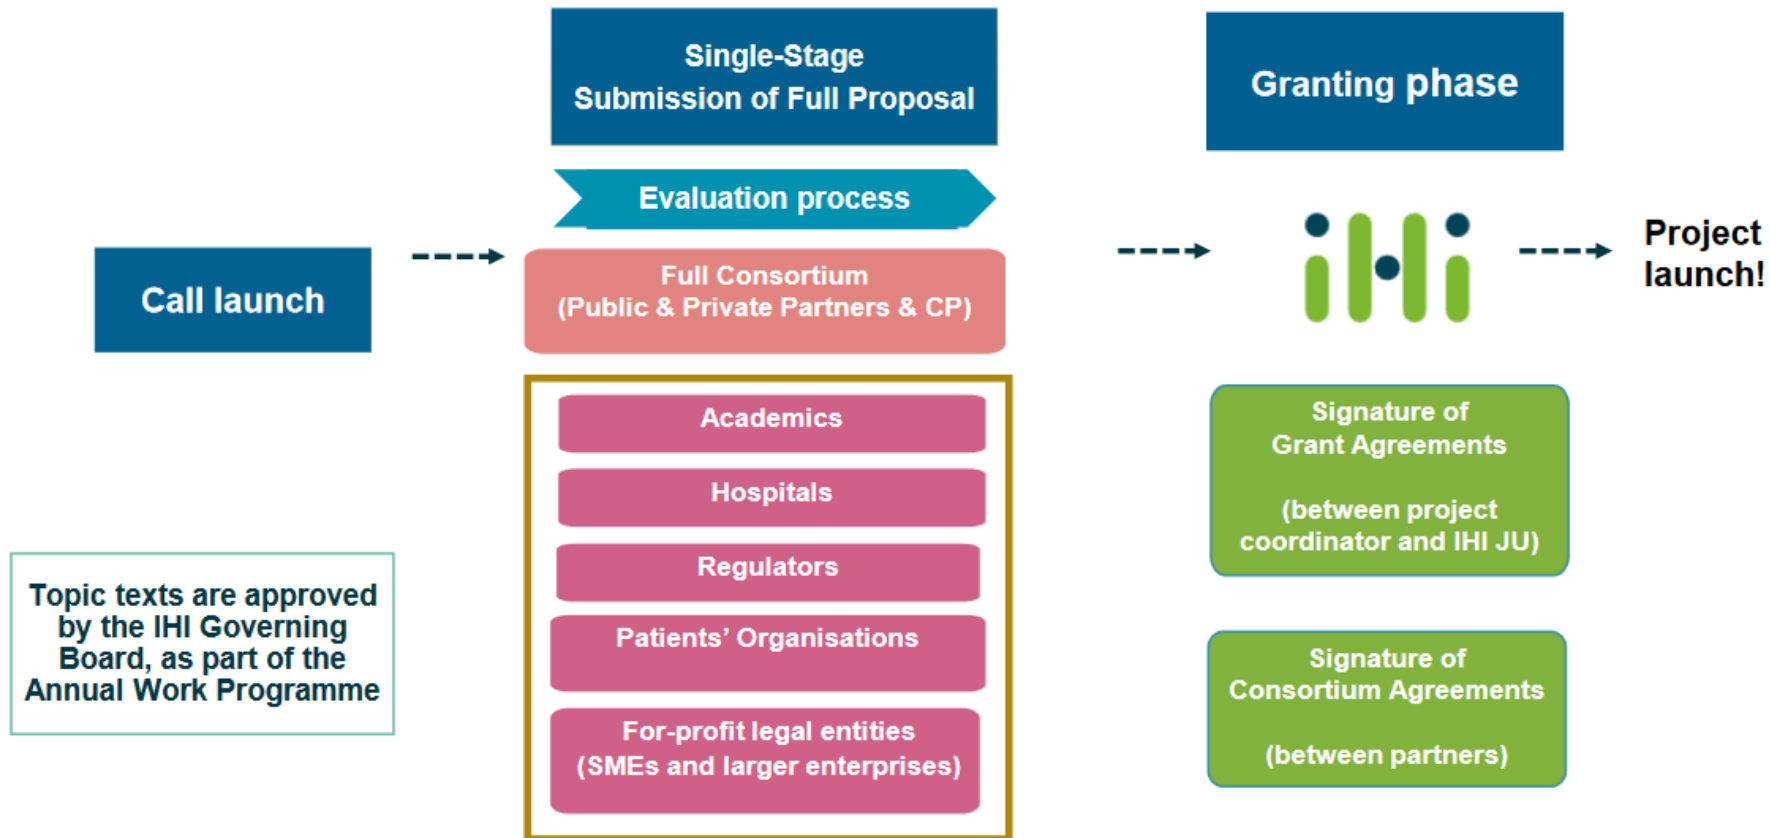 Single-Stage
Submission of Full Proposal
Granting phase
Evaluation process
Call launch
Full Consortium
(Public & Private Partners & CP)
iHi
Project
launch!
Academics
Hospitals
Regulators
Patients’ Organisations
For-profit legal entities
(SMEs and larger enterprises)
Signature of
Grant Agreements
(between project
coordinator and IHI JU)
Signature of
Consortium Agreements
(between partners)
Topic texts are approved
by the IHI Governing
Board, as part of the
Annual Work Programme